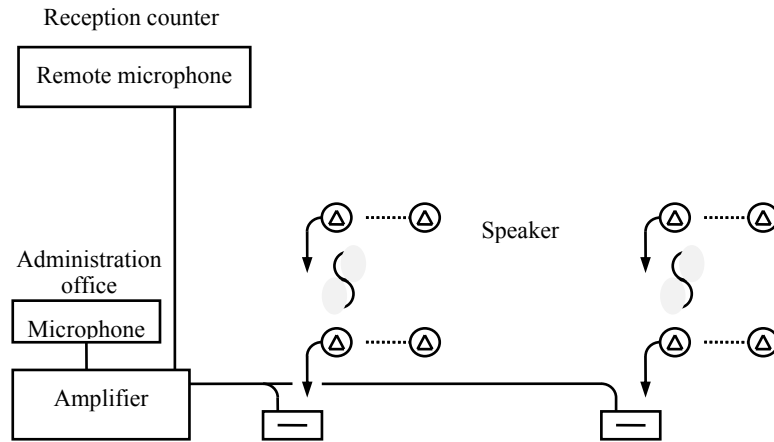 Reception counter
Remote microphone
Speaker
Administration
office
Microphone
Amplifier